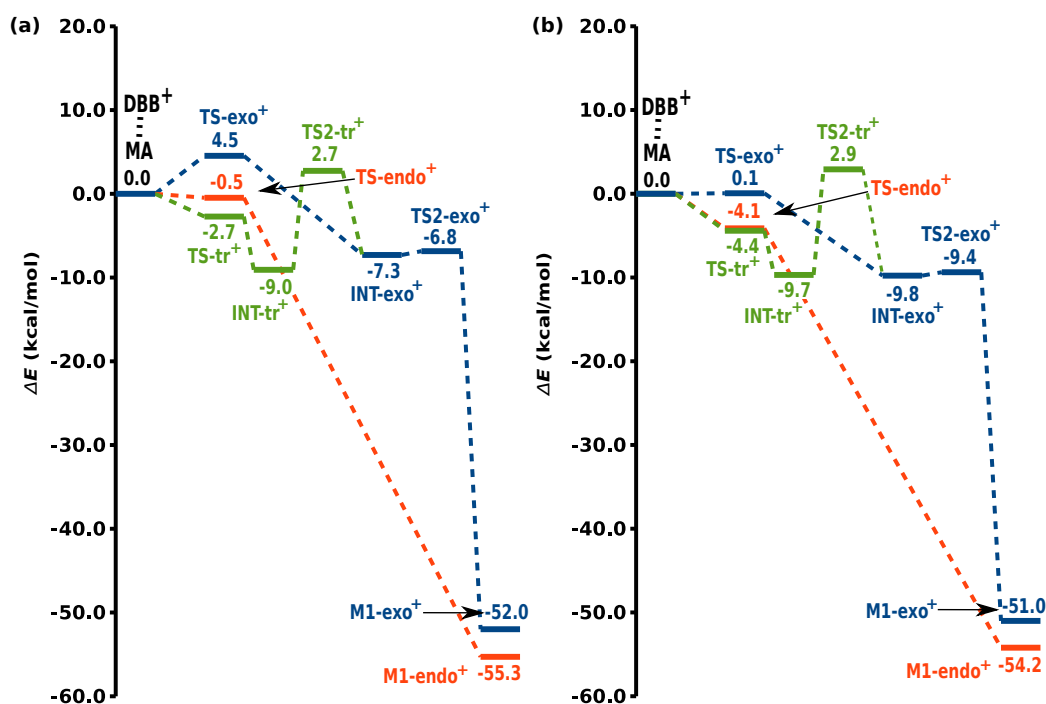 (a)
20.0
10.0
0.0
-10.0
-20.0
-30.0
-40.0
-50.0
-60.0
ΔE (kcal/mol)
DBB+
MA
0.0
TS-exo+
4.5
-0.5
TS-endo+
-2.7
TS-tr+
TS2-tr+
2.7
-9.0
INT-tr+
-7.3
INT-exo+
TS2-exo+
-6.8
M1-exo+
-52.0
M1-endo+
-55.3
(b)
20.0
10.0
0.0
-10.0
-20.0
-30.0
-40.0
-50.0
-60.0
ΔE (kcal/mol)
DBB+
MA
0.0
TS-exo+
0.1
-4.1
TS-endo+
-4.4
TS-tr+
TS2-tr+
2.9
-9.7
INT-tr+
-9.8
INT-exo+
TS2-exo+
-9.4
M1-exo+
-51.0
M1-endo+
-54.2